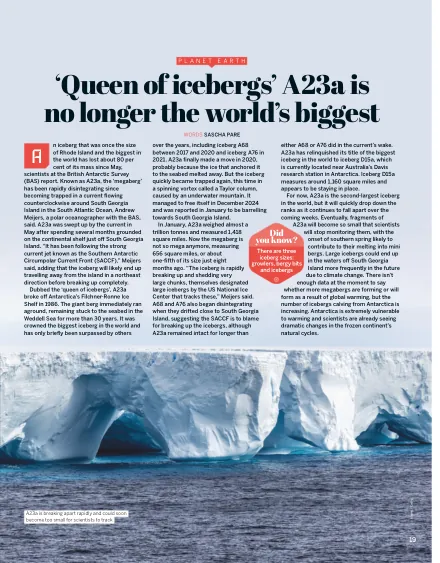 PLANET EARTH
‘Queen of icebergs’ A23a is
no longer the world’s biggest
WORDS SASCHA PARE
An iceberg that was once the size
of Rhode Island and the biggest in
the world has lost about 80 per
cent of its mass since May,
scientists at the British Antarctic Survey
(BAS) report. Known as A23a, the ‘megaberg’
has been rapidly disintegrating since
becoming trapped in a current flowing
counterclockwise around South Georgia
Island in the South Atlantic Ocean, Andrew
Meijers, a polar oceanographer with the BAS,
said. A23a was swept up by the current in
May after spending several months grounded
on the continental shelf just off South Georgia
Island. “It has been following the strong
current jet known as the Southern Antarctic
Circumpolar Current Front (SACCF),” Meijers
said, adding that the iceberg will likely end up
travelling away from the island in a northeast
direction before breaking up completely.
Dubbed the ‘queen of icebergs’, A23a
broke off Antarctica’s Filchner-Ronne Ice
Shelf in 1986. The giant berg immediately ran
aground, remaining stuck to the seabed in the
Weddell Sea for more than 30 years. It was
crowned the biggest iceberg in the world and
has only briefly been surpassed by others
over the years, including iceberg A68
between 2017 and 2020 and iceberg A76 in
2021. A23a finally made a move in 2020,
probably because the ice that anchored it
to the seabed melted away. But the iceberg
quickly became trapped again, this time in
a spinning vortex called a Taylor column,
caused by an underwater mountain. It
managed to free itself in December 2024
and was reported in January to be barrelling
towards South Georgia Island.
In January, A23a weighed almost a
trillion tonnes and measured 1,418
square miles. Now the megaberg is
not so mega anymore, measuring
656 square miles, or about
one-fifth of its size just eight
months ago. “The iceberg is rapidly
breaking up and shedding very
large chunks, themselves designated
large icebergs by the US National Ice
Center that tracks these,” Meijers said.
A68 and A76 also began disintegrating
when they drifted close to South Georgia
Island, suggesting the SACCF is to blame
for breaking up the icebergs, although
A23a remained intact for longer than
either A68 or A76 did in the current’s wake.
A23a has relinquished its title of the biggest
iceberg in the world to iceberg D15a, which
is currently located near Australia’s Davis
research station in Antarctica. Iceberg D15a
measures around 1,160 square miles and
appears to be staying in place.
For now, A23a is the second-largest iceberg
in the world, but it will quickly drop down the
ranks as it continues to fall apart over the
coming weeks. Eventually, fragments of
A23a will become so small that scientists
will stop monitoring them, with the
onset of southern spring likely to
contribute to their melting into mini
bergs. Large icebergs could end up
in the waters off South Georgia
Island more frequently in the future
due to climate change. There isn’t
enough data at the moment to say
whether more megabergs are forming or will
form as a result of global warming, but the
number of icebergs calving from Antarctica is
increasing. Antarctica is extremely vulnerable
to warming and scientists are already seeing
dramatic changes in the frozen continent’s
natural cycles.
Did
you know?
There are three
iceberg sizes:
growlers, bergy bits
and icebergs
A23a is breaking apart rapidly and could soon
become too small for scientists to track
19